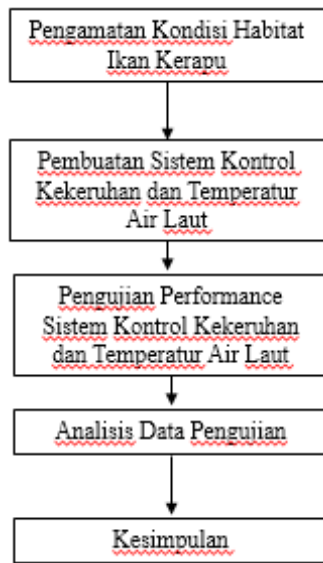 Pengamatan Kondisi Habitat
Ikan Kerapu
Pembuatan Sistem Kontrol
Kekeruhan dan Temperatur
Air Laut
Pengujian Performance
Sistem Kontrol Kekeruhan
dan Temperatur Air Laut
Analisis Data Pengujian
Kesimpulan